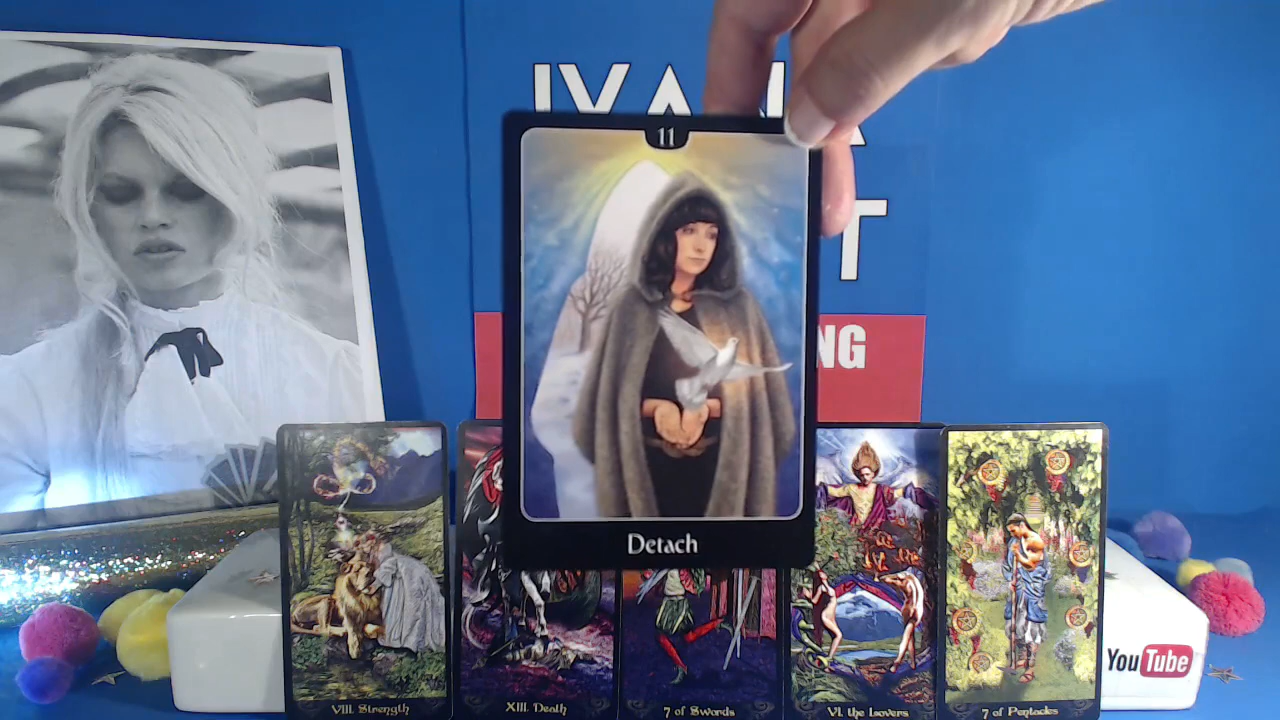 11
NG
Detach
VIII. Strength
XIII. Death
7 of Swords
VI. the Lovers
7 of Pentacles
YouTube